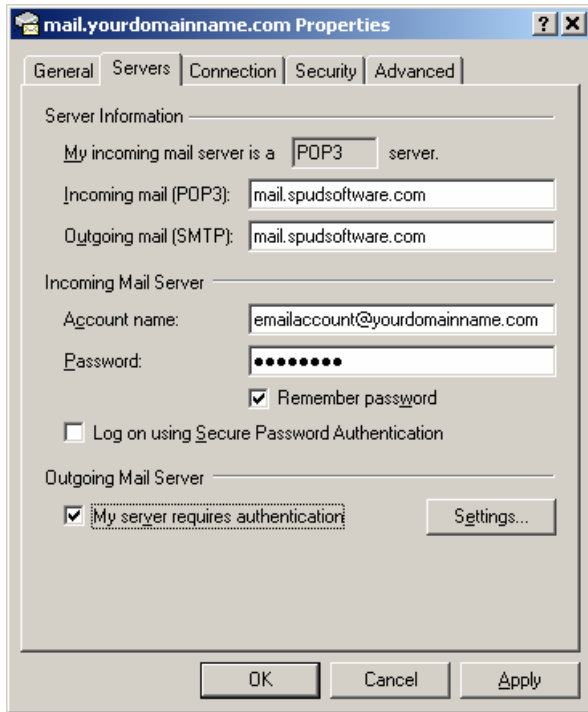 mail.yourdomainname.com Properties
General Servers Connection Security Advanced
Server Information
My incoming mail server is a POP3 server.
Incoming mail (POP3): mail.spudsoftware.com
Outgoing mail (SMTP): mail.spudsoftware.com
Incoming Mail Server
Account name: emailaccount@yourdomainname.com
Password: ●●●●●●●●
Remember password
Log on using Secure Password Authentication
Outgoing Mail Server
My server requires authentication Settings...
OK Cancel Apply